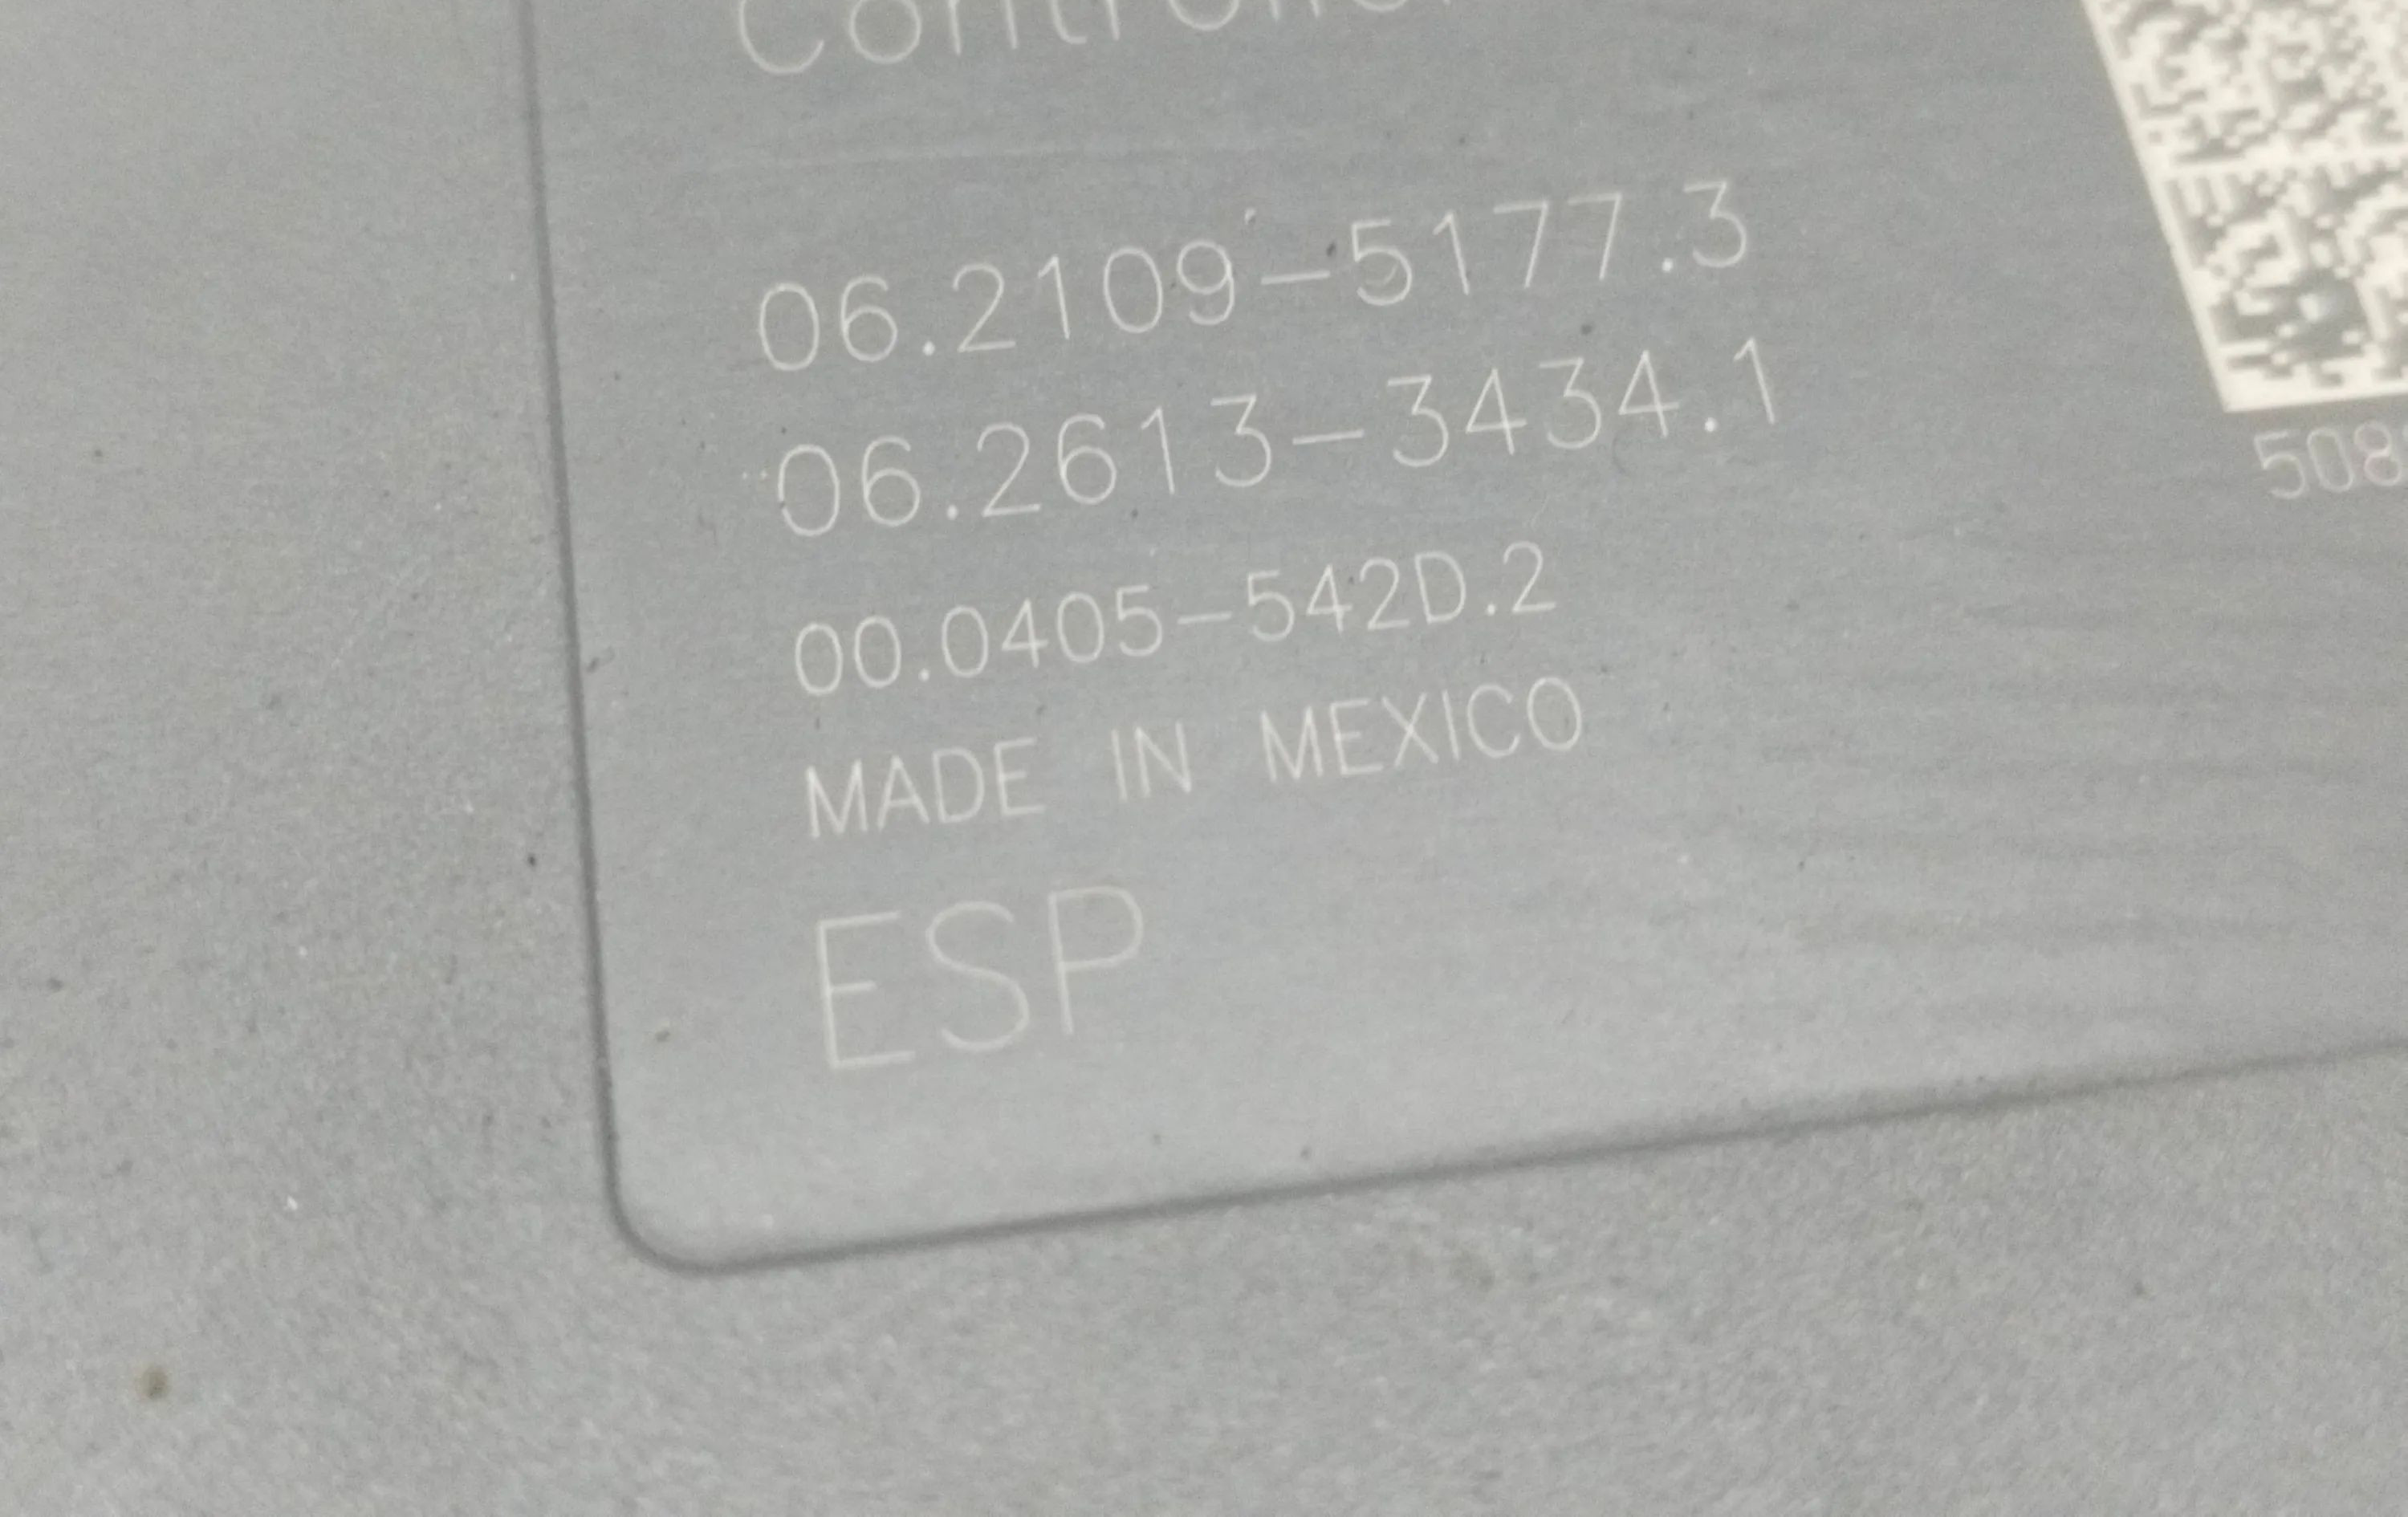 06.2109-5177.3
06.2613-3434.1
00.0405-542D.2
MADE IN MEXICO
ESP